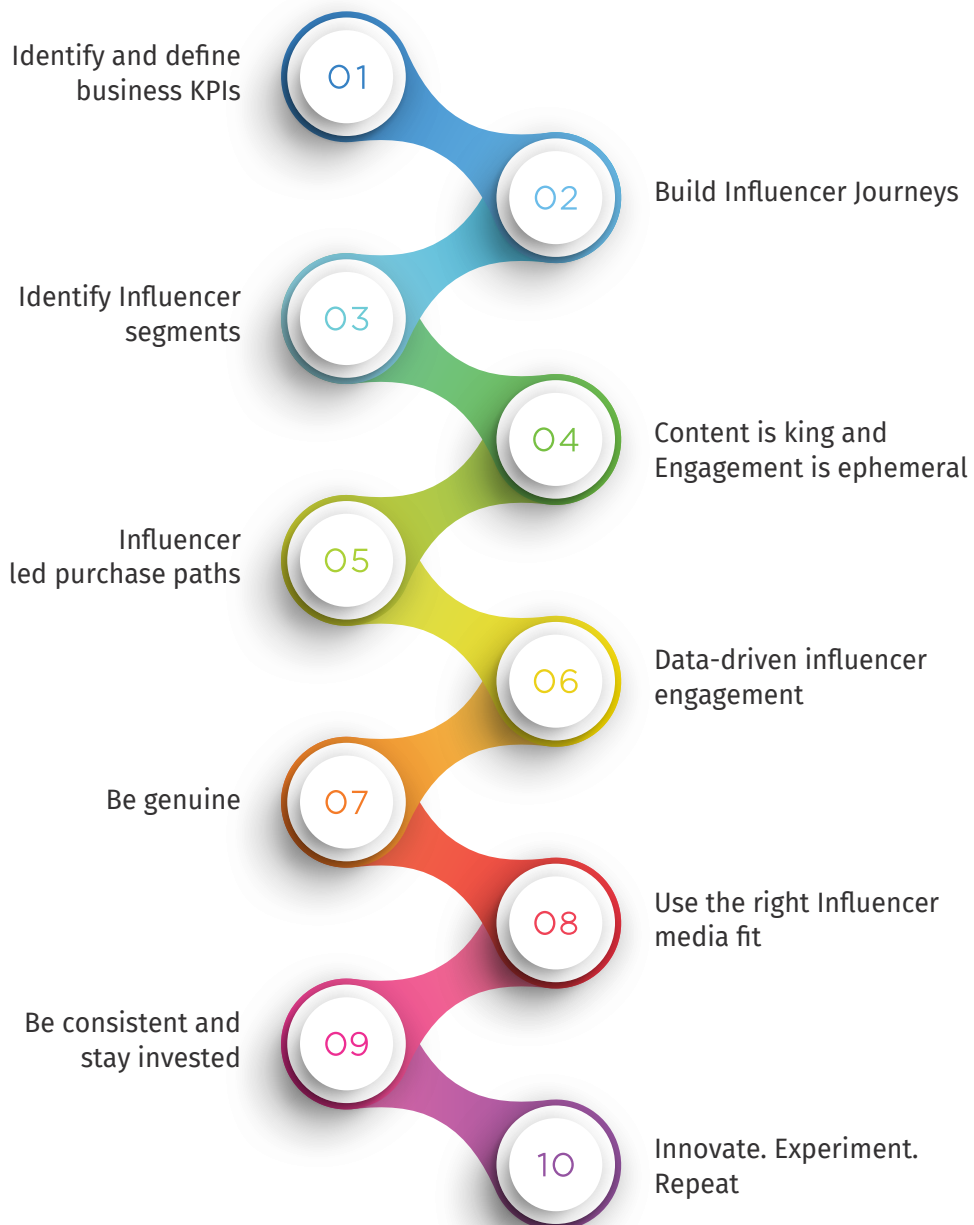 Identify and define
business KPIs
01
02
Build Influencer Journeys
Identify Influencer
segments
03
04
Content is king and
Engagement is ephemeral
Influencer
led purchase paths
05
06
Data-driven influencer
engagement
Be genuine
07
08
Use the right Influencer
media fit
Be consistent and
stay invested
09
10
Innovate. Experiment.
Repeat